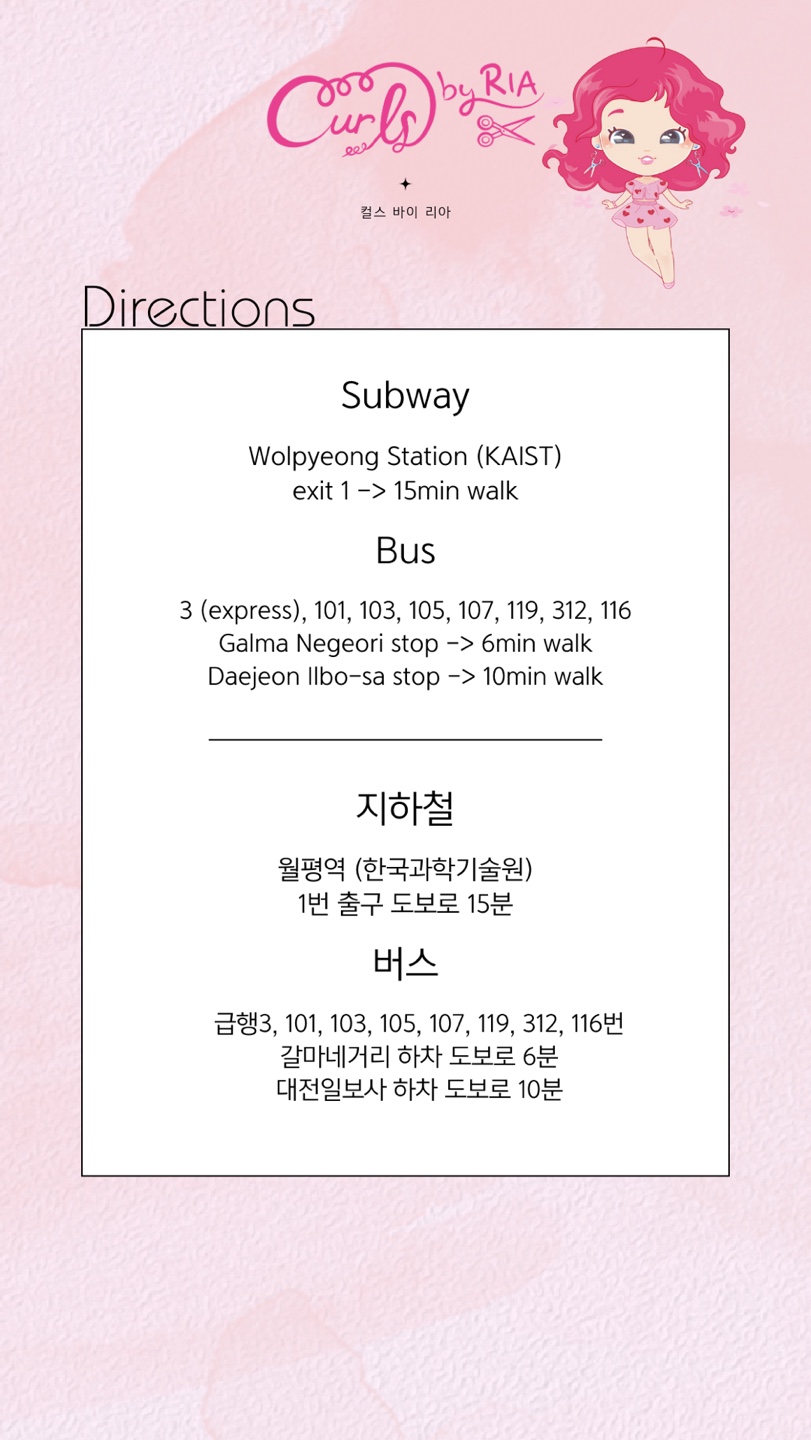 Curls by RIA
컬스 바이 리아
Directions
Subway
Wolpyeong Station (KAIST)
exit 1 -> 15min walk
Bus
3 (express), 101, 103, 105, 107, 119, 312, 116
Galma Negeori stop -> 6min walk
Daejeon Ilbo-sa stop -> 10min walk
지하철
월평역 (한국과학기술원)
1번 출구 도보로 15분
버스
급행3, 101, 103, 105, 107, 119, 312, 116번
갈마네거리 하차 도보로 6분
대전일보사 하차 도보로 10분